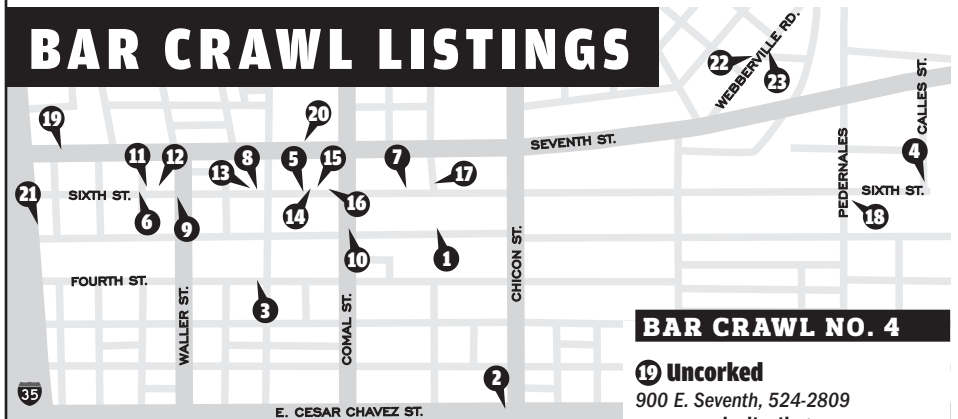 BAR CRAWL LISTINGS
22
WEBBERVILLE RD.
23
CALLES ST.
19
20
SEVENTH ST.
11
12
13
8
5
15
7
17
4
PEDERNALES
21
SIXTH ST.
SIXTH ST.
6
9
14
16
18
10
1
CHICON ST.
FOURTH ST.
3
WALLER ST.
COMAL ST.
BAR CRAWL NO. 4
2
19 Uncorked
35
900 E. Seventh, 524-2809
E. CESAR CHAVEZ ST.